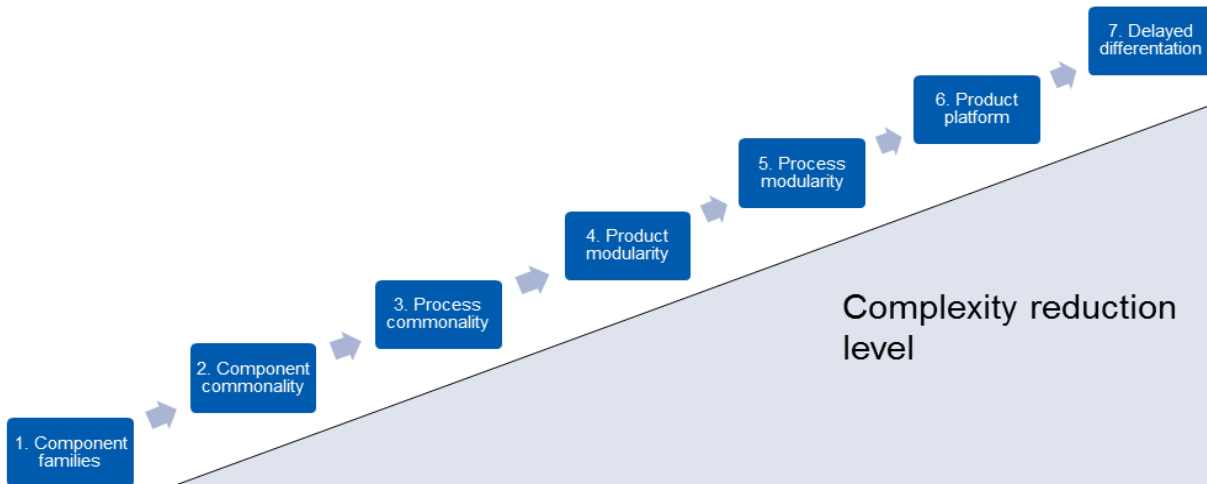 7. Delayed
differentation
6. Product
platform
5. Process
modularity
4. Product
modularity
3. Process
commonality
2. Component
commonality
1. Component
families
Complexity reduction
level